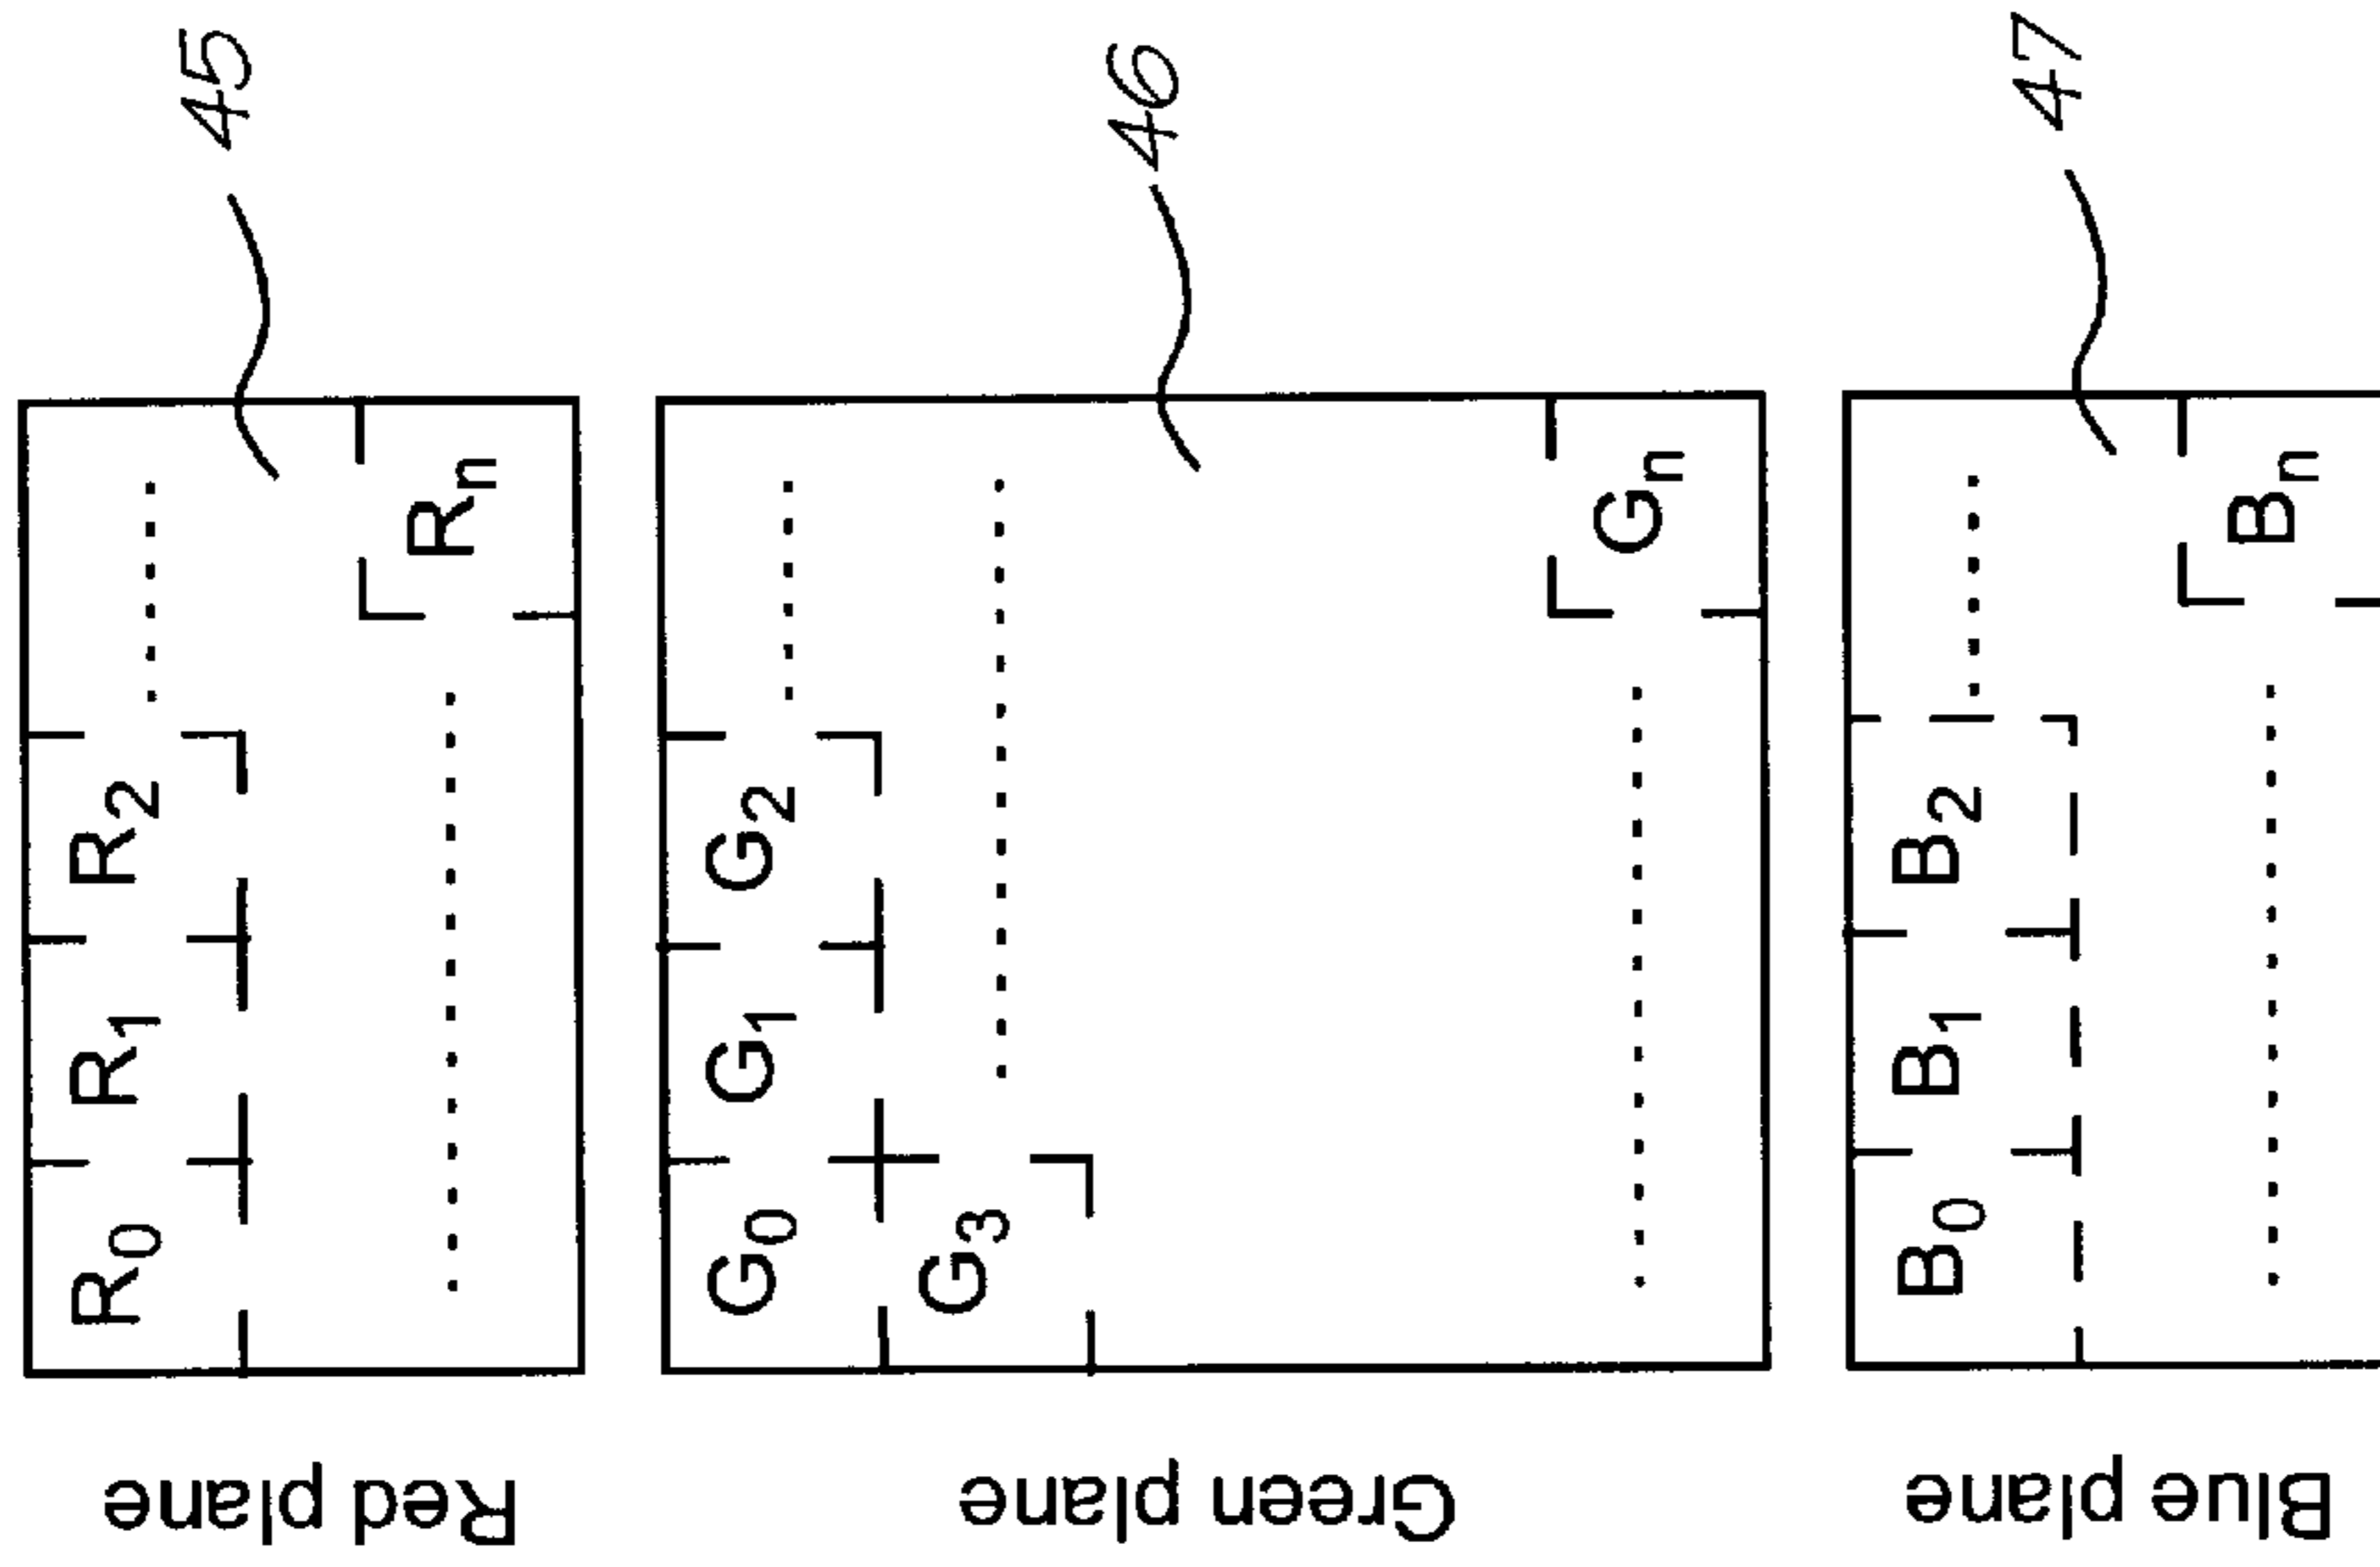 45
R0 R1 R2
Rn
Red plane
46
G0 G1 G2
G3
Gn
Green plane
47
B0 B1 B2
Bn
Blue plane